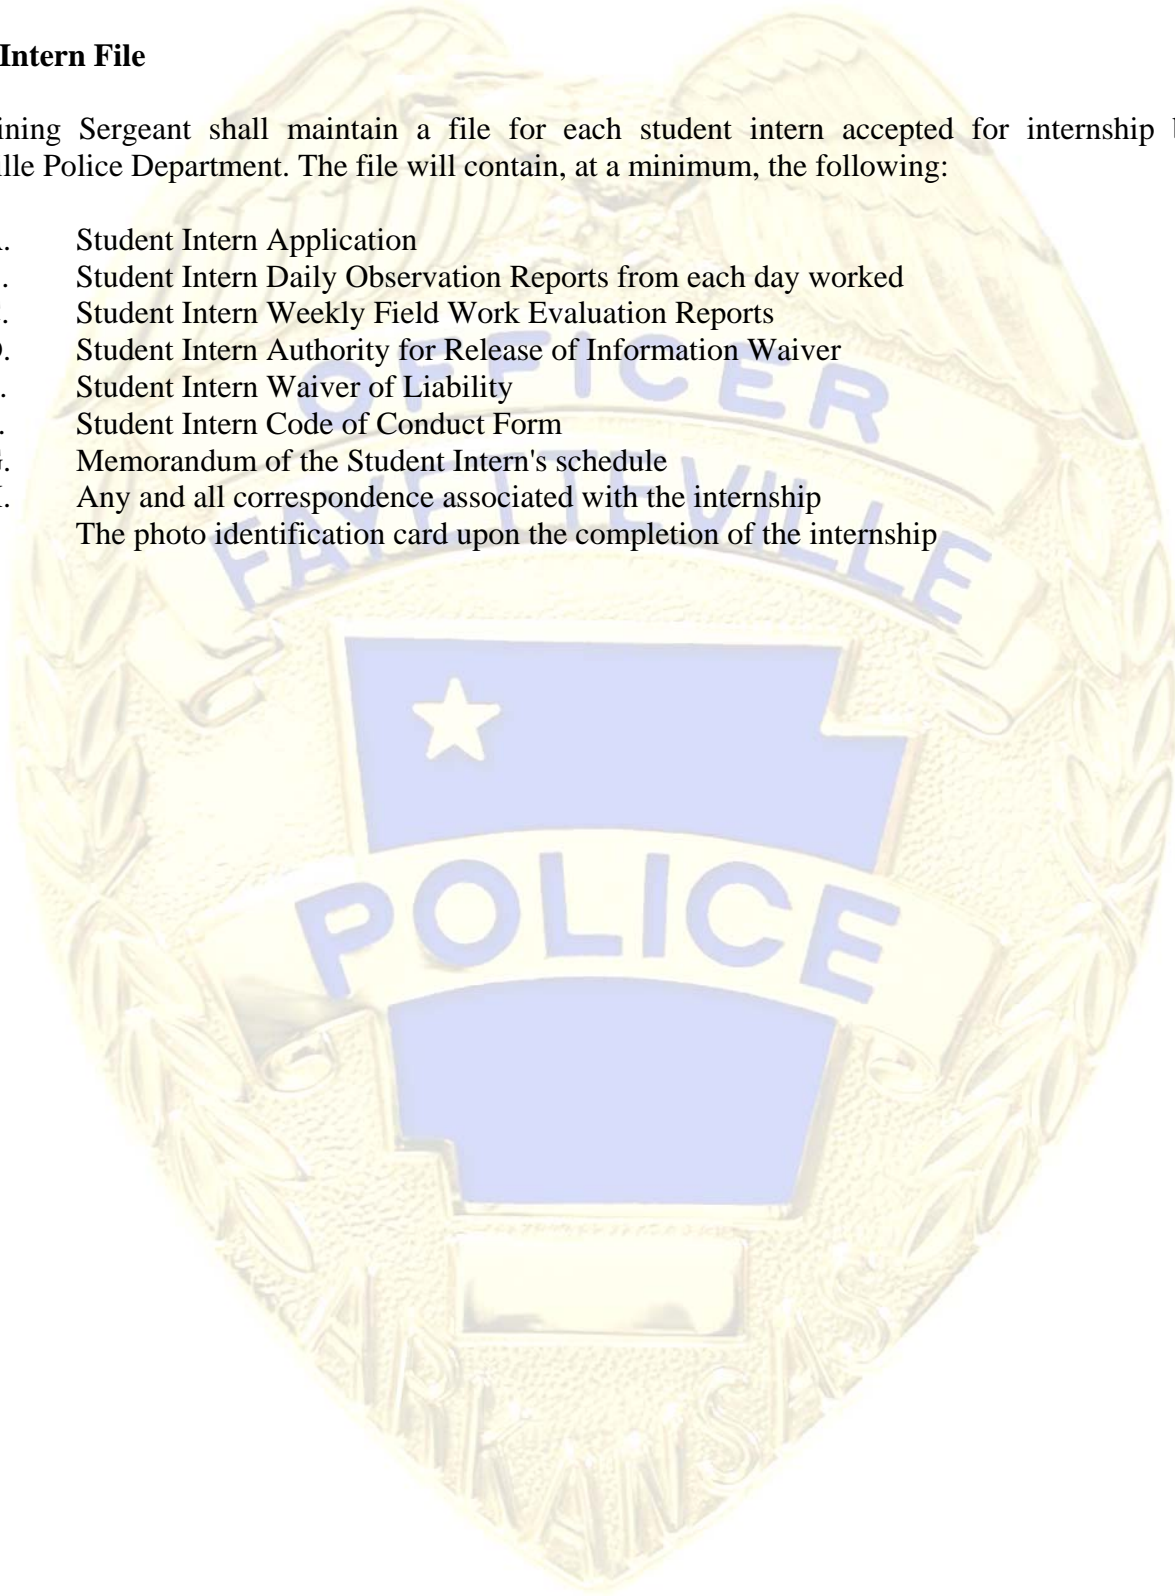 Intern File
ining Sergeant shall maintain a file for each student intern accepted for internship
ille Police Department. The file will contain, at a minimum, the following:
Student Intern Application
Student Intern Daily Observation Reports from each day worked
Student Intern Weekly Field Work Evaluation Reports
Student Intern Authority for Release of Information Waiver
Student Intern Waiver of Liability
Student Intern Code of Conduct Form
Memorandum of the Student Intern's schedule
Any and all correspondence associated with the internship
The photo identification card upon the completion of the internship
OFFICER
FAYETTEVILLE
POLICE
ARKANSAS